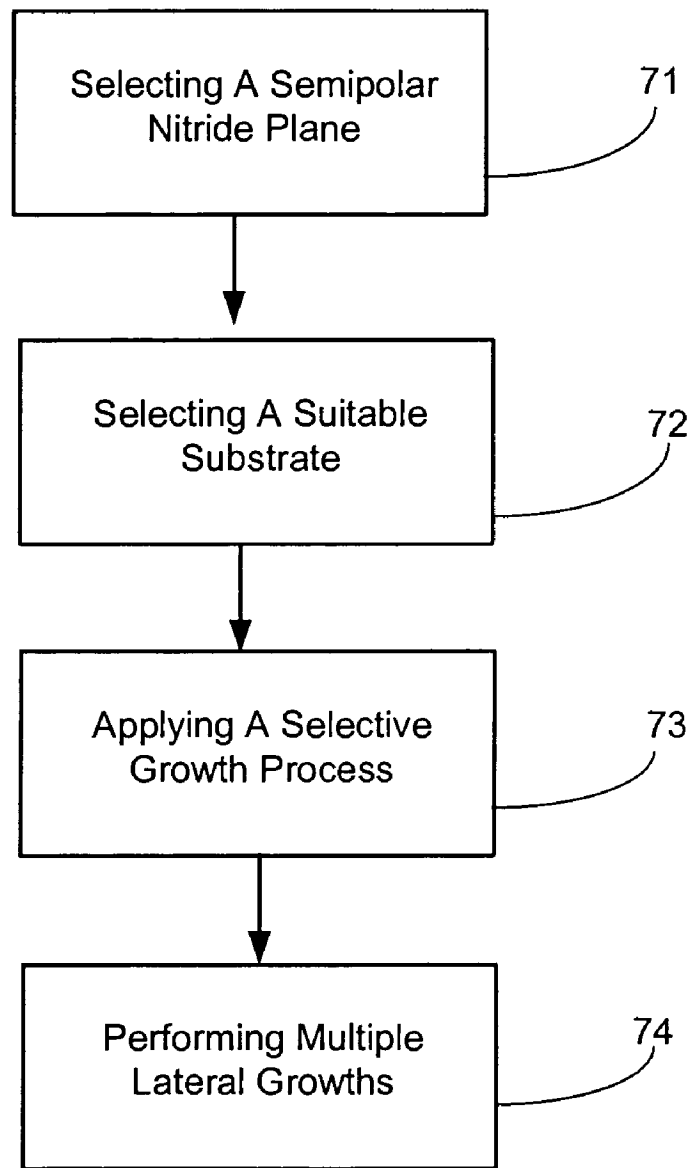 Selecting A Semipolar
Nitride Plane
71
Selecting A Suitable
Substrate
72
Applying A Selective
Growth Process
73
Performing Multiple
Lateral Growths
74